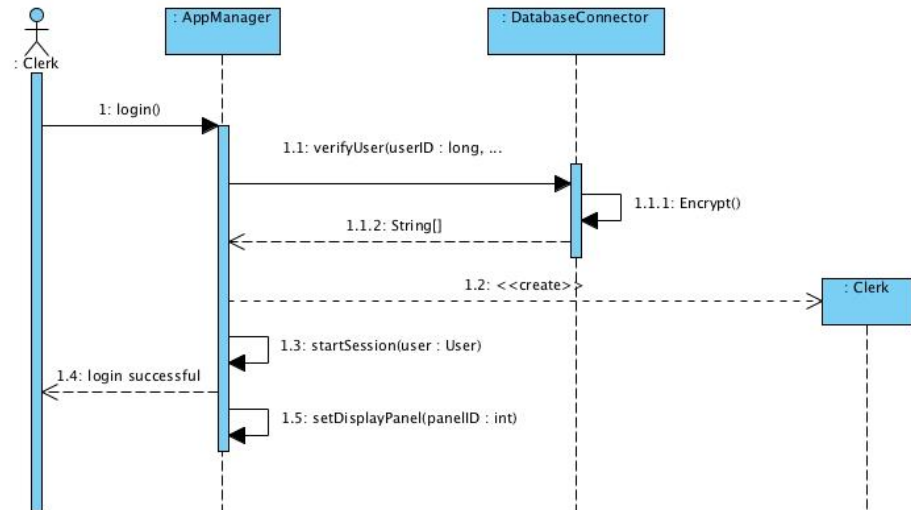 : AppManager
: DatabaseConnector
: Clerk
1: login()
1.1: verifyUser(userID : long, ...
1.1.1: Encrypt()
1.1.2: String[]
1.2: <<create>>
: Clerk
1.3: startSession(user : User)
1.4: login successful
1.5: setDisplayPanel(panelID : int)